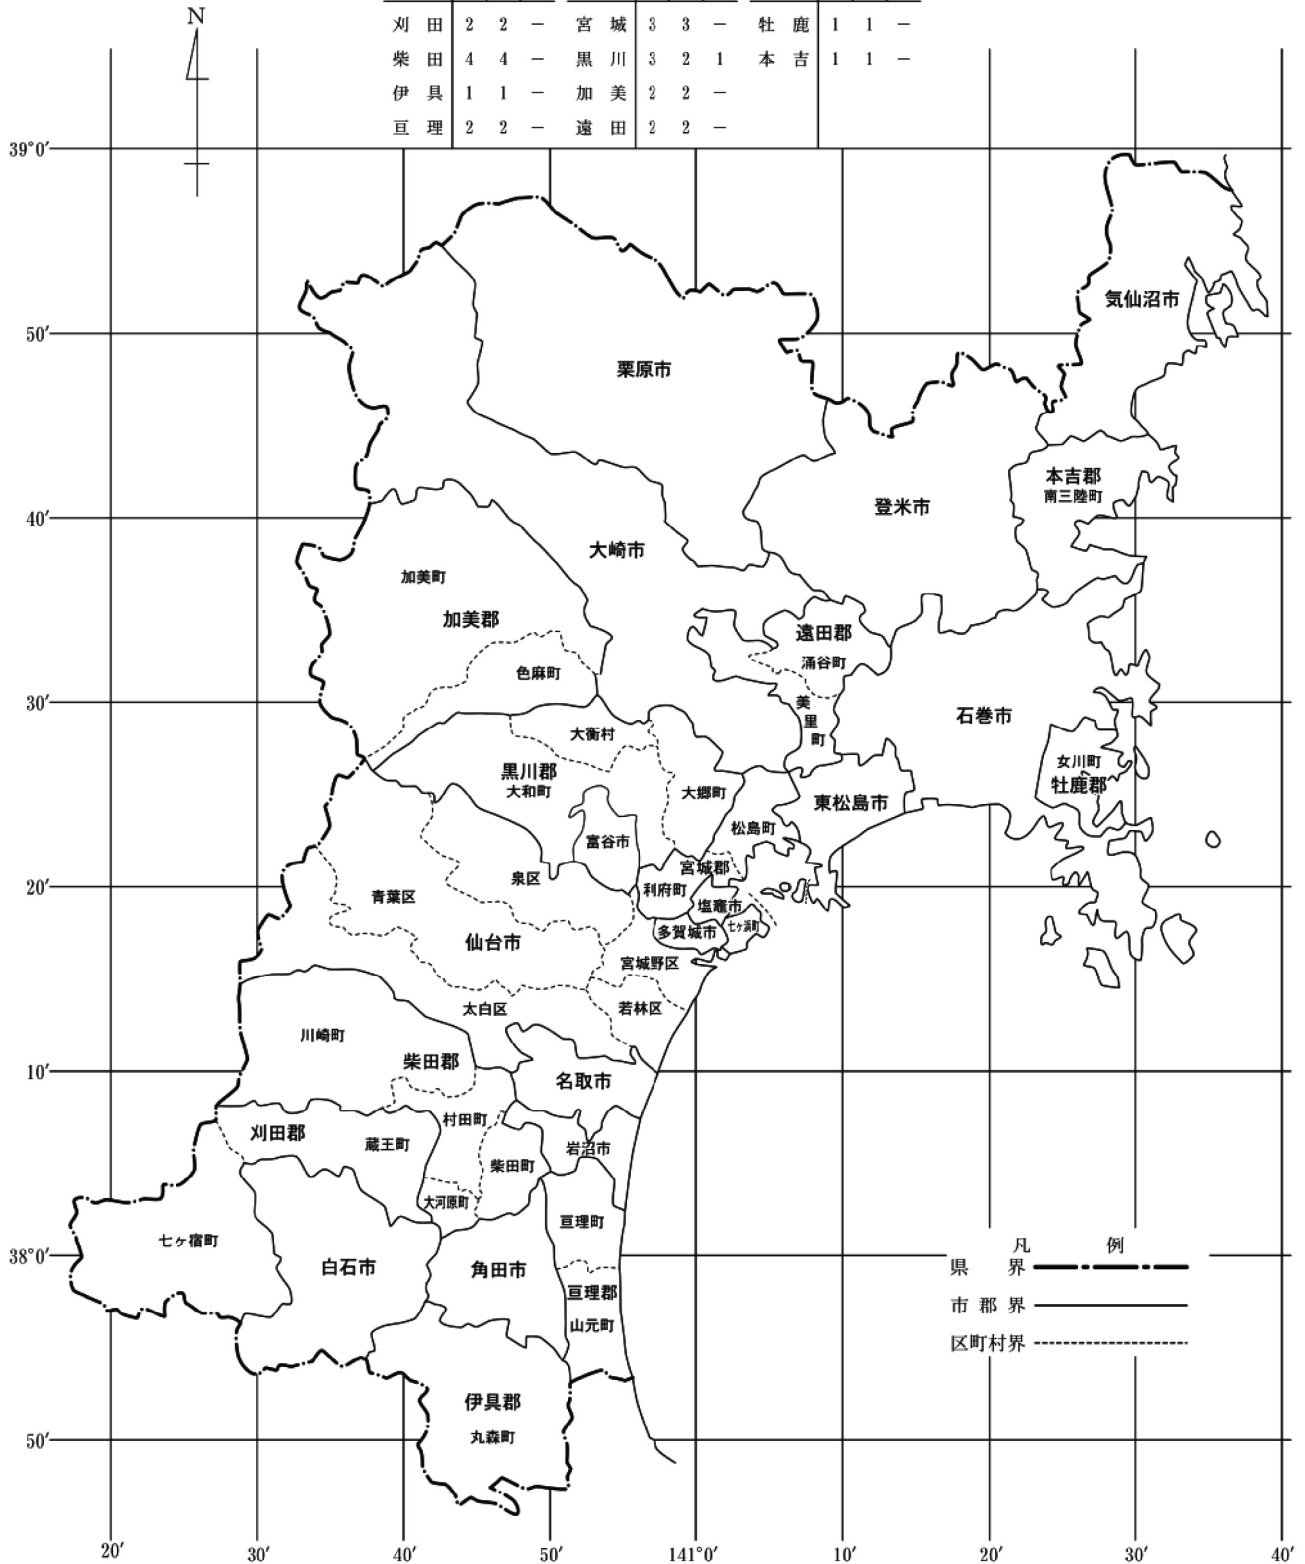 刈田 2 2 － 宮城 3 3 － 牡鹿 1 1 －
柴田 4 4 － 黒川 3 2 1 本吉 1 1 －
伊具 1 1 － 加美 2 2 －
亘理 2 2 － 遠田 2 2 －
N
39°0′
気仙沼市
50′
栗原市
本吉郡
南三陸町
登米市
40′
大崎市
加美町
加美郡
遠田郡
涌谷町
色麻町
30′
美里町
石巻市
大衡村
黒川郡
大和町
女川町
牡鹿郡
大郷町
東松島市
松島町
富谷市
宮城郡
20′
泉区
利府町
青葉区
塩竈市
七ヶ浜町
多賀城市
仙台市
宮城野区
太白区
若林区
川崎町
柴田郡
10′
名取市
村田町
刈田郡
蔵王町
岩沼市
柴田町
大河原町
亘理町
七ヶ宿町
38°0′
白石市
角田市
亘理郡
山元町
凡例
県界
市郡界
区町村界
伊具郡
丸森町
50′
20′ 30′ 40′ 50′ 141°0′ 10′ 20′ 30′ 40′